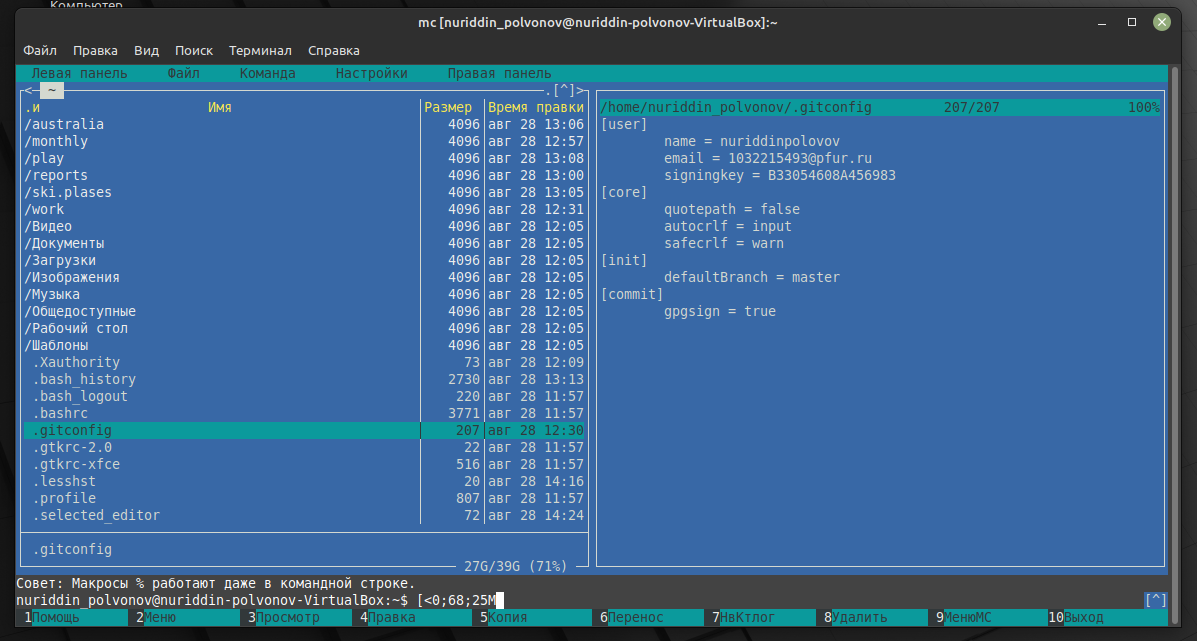 Компьютер
mc [nuriddin_polvonov@nuriddin-polvonov-VirtualBox]:~
Файл Правка Вид Поиск Терминал Справка
Левая панель Файл Команда Настройки Правая панель
<─ ~ ─.[^]>
.и Имя Размер Время правки
/australia 4096 авг 28 13:06
/monthly 4096 авг 28 12:57
/play 4096 авг 28 13:08
/reports 4096 авг 28 13:00
/ski.plases 4096 авг 28 13:05
/work 4096 авг 28 12:31
/Видео 4096 авг 28 12:05
/Документы 4096 авг 28 12:05
/Загрузки 4096 авг 28 12:05
/Изображения 4096 авг 28 12:05
/Музыка 4096 авг 28 12:05
/Общедоступные 4096 авг 28 12:05
/Рабочий стол 4096 авг 28 12:05
/Шаблоны 4096 авг 28 12:05
.Xauthority 73 авг 28 12:09
.bash_history 2730 авг 28 13:13
.bash_logout 220 авг 28 11:57
.bashrc 3771 авг 28 11:57
.gitconfig 207 авг 28 12:30
.gtkrc-2.0 22 авг 28 11:57
.gtkrc-xfce 516 авг 28 11:57
.lesshst 20 авг 28 14:16
.profile 807 авг 28 11:57
.selected_editor 72 авг 28 14:24
.gitconfig
27G/39G (71%)
/home/nuriddin_polvonov/.gitconfig 207/207 100%
[user]
name = nuriddinpolovov
email = 1032215493@pfur.ru
signingkey = B33054608A456983
[core]
quotepath = false
autocrlf = input
safecrlf = warn
[init]
defaultBranch = master
[commit]
gpgsign = true
Совет: Макросы % работают даже в командной строке.
nuriddin_polvonov@nuriddin-polvonov-VirtualBox:~$ [<0;68;25M [^]
1Помощь 2Меню 3Просмотр 4Правка 5Копия 6Перенос 7НвКтлог 8Удалить 9МенюMC 10Выход